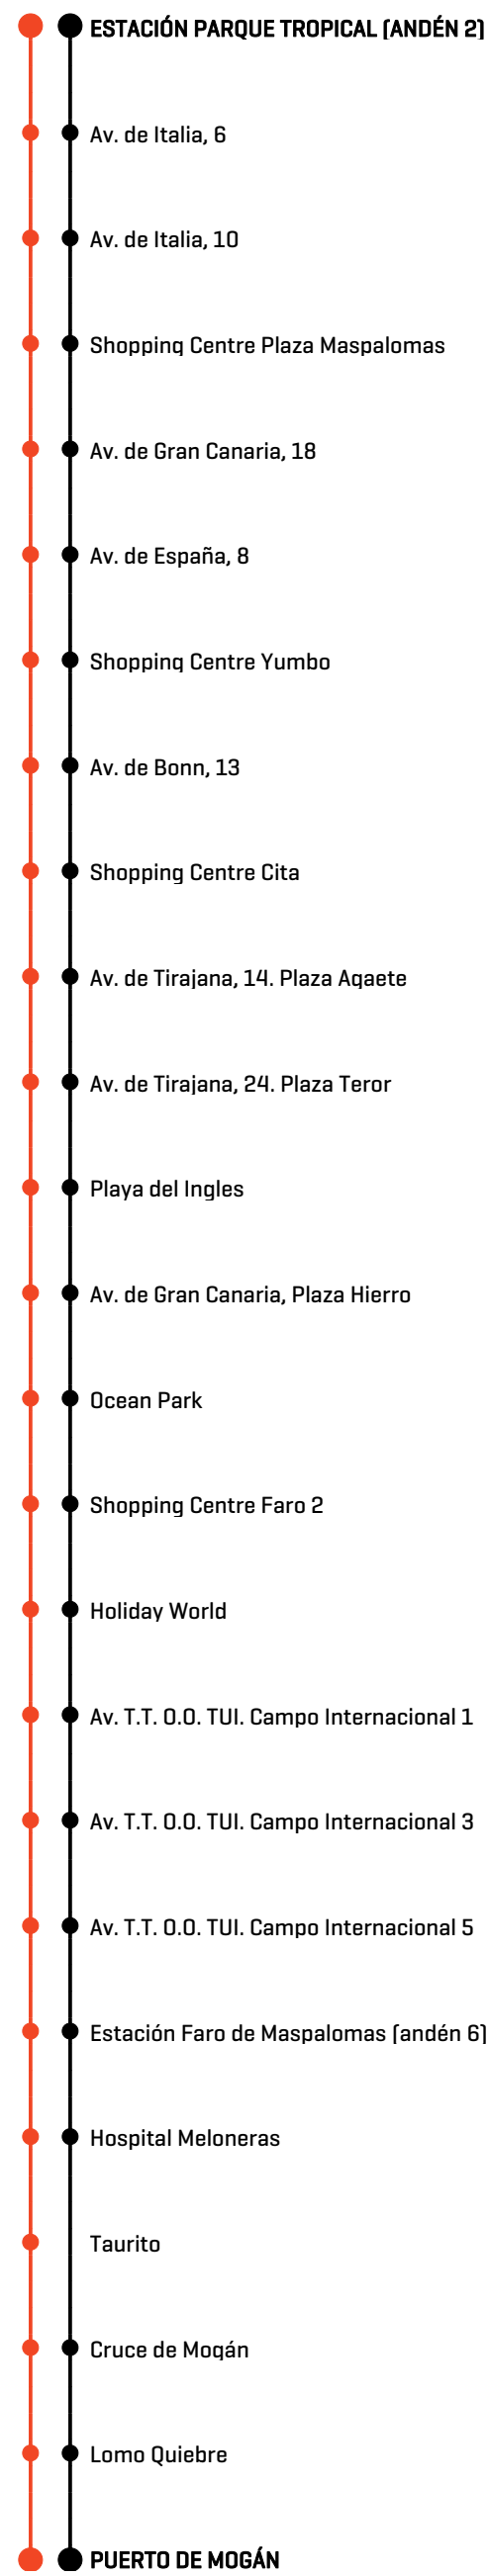 ESTACIÓN PARQUE TROPICAL (ANDÉN 2)
Av. de Italia, 6
Av. de Italia, 10
Shopping Centre Plaza Maspalomas
Av. de Gran Canaria, 18
Av. de España, 8
Shopping Centre Yumbo
Av. de Bonn, 13
Shopping Centre Cita
Av. de Tirajana, 14. Plaza Agaete
Av. de Tirajana, 24. Plaza Teror
Playa del Ingles
Av. de Gran Canaria, Plaza Hierro
Ocean Park
Shopping Centre Faro 2
Holiday World
Av. T.T. O.O. TUI. Campo Internacional 1
Av. T.T. O.O. TUI. Campo Internacional 3
Av. T.T. O.O. TUI. Campo Internacional 5
Estación Faro de Maspalomas (andén 6)
Hospital Meloneras
Taurito
Cruce de Mogán
Lomo Quiebre
PUERTO DE MOGÁN